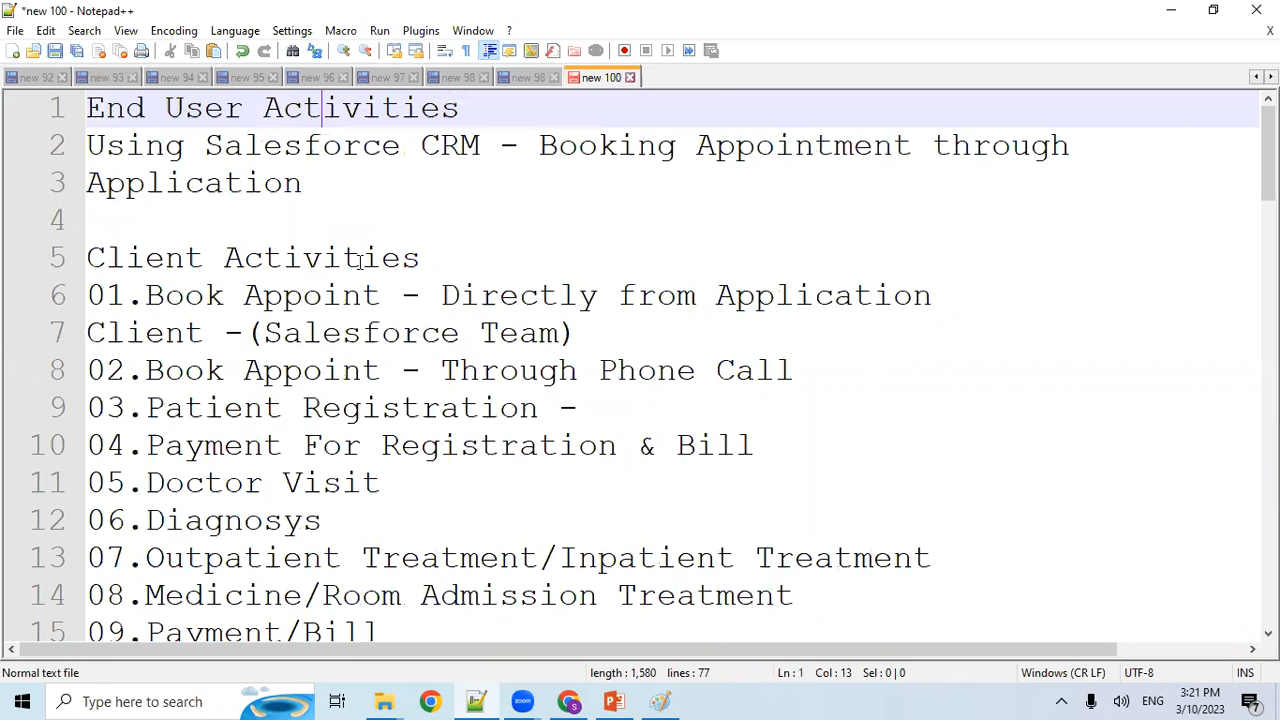 *new 100 - Notepad++
File Edit Search View Encoding Language Settings Macro Run Plugins Window ?
X
new 92 new 93 new 94 new 95 new 96 new 97 new 98 new 98 new 100
1 End User Activities
2 Using Salesforce CRM - Booking Appointment through
3 Application
4
5 Client Activities
6 01.Book Appoint - Directly from Application
7 Client -(Salesforce Team)
8 02.Book Appoint - Through Phone Call
9 03.Patient Registration -
10 04.Payment For Registration & Bill
11 05.Doctor Visit
12 06.Diagnosys
13 07.Outpatient Treatment/Inpatient Treatment
14 08.Medicine/Room Admission Treatment
15 09.Payment/Bill
Normal text file length : 1,580 lines : 77 Ln : 1 Col : 13 Sel : 0 | 0 Windows (CR LF) UTF-8 INS
Type here to search zoom S P ENG 3:21 PM
3/10/2023 7